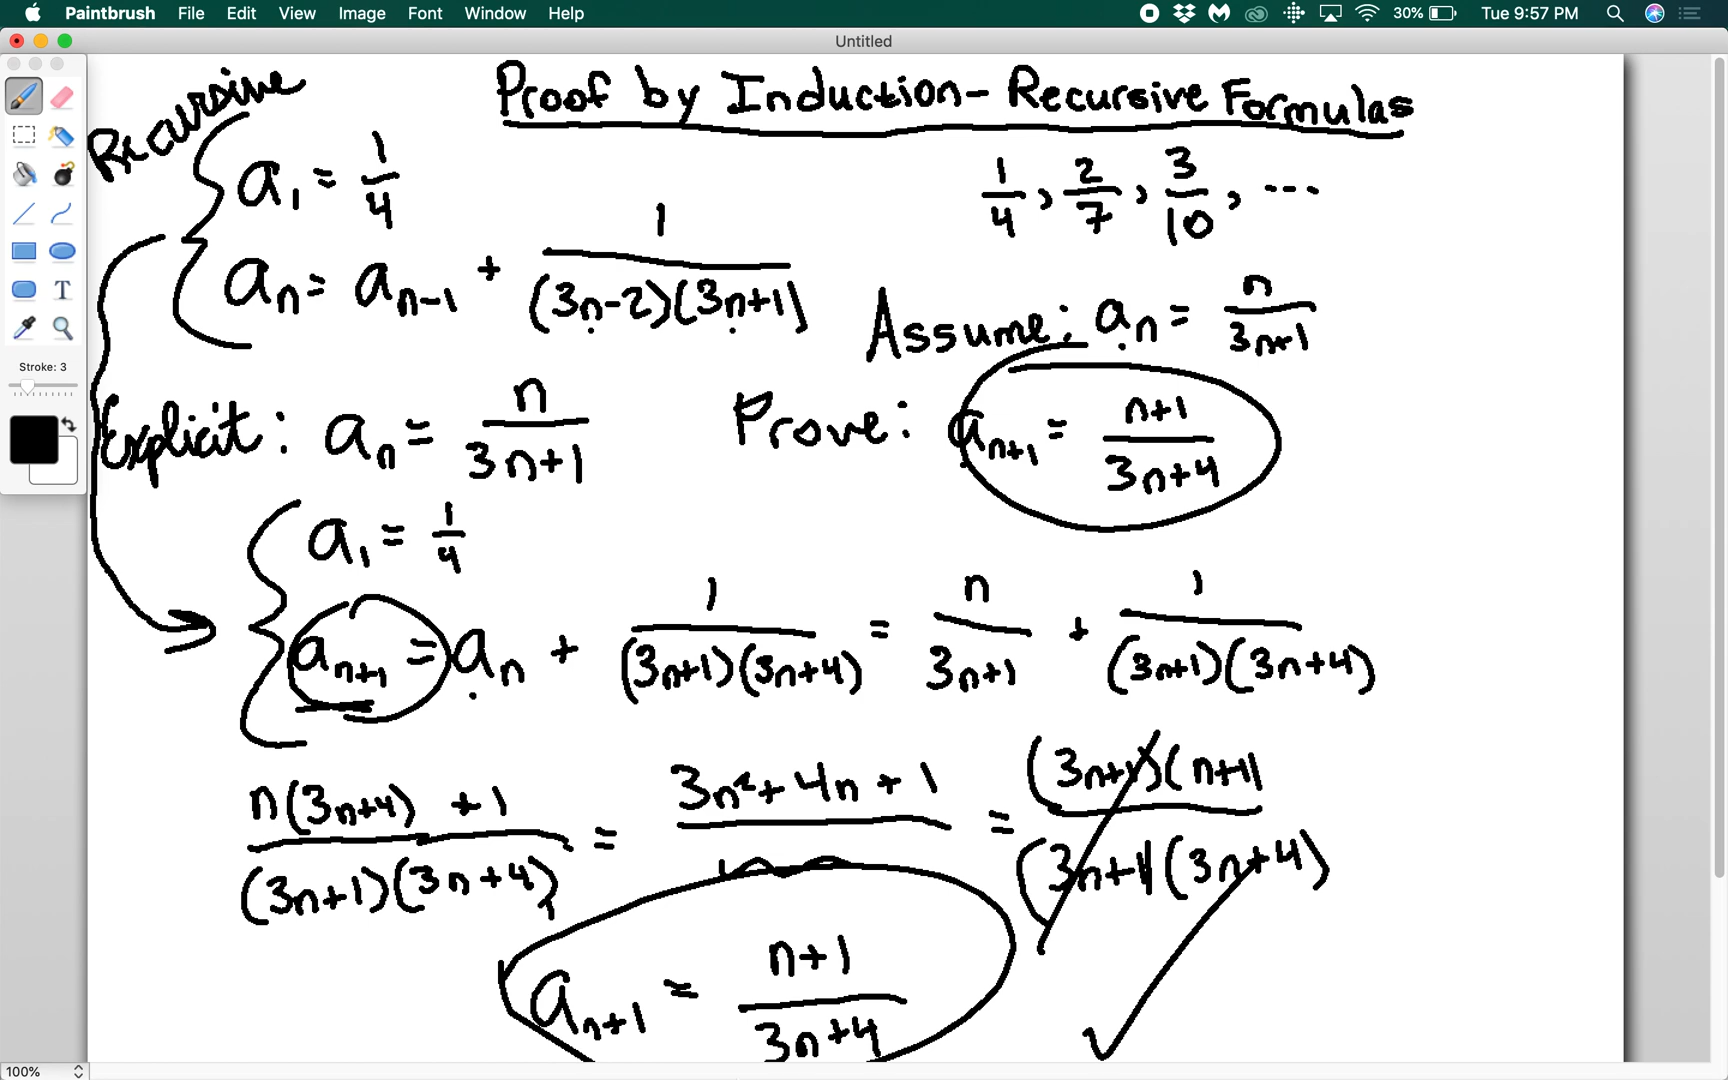 Paintbrush File Edit View Image Font Window Help 30% Tue 9:57 PM
Untitled
Proof by Induction- Recursive Formulas
Recursive
a₁ = 1/4
1/4, 2/7, 3/10, ...
aₙ = aₙ₋₁ + 1/((3n-2)(3n+1))
Assume: aₙ = n/(3n+1)
Stroke: 3
T
Explicit: aₙ = n/(3n+1)
Prove: aₙ₊₁ = (n+1)/(3n+4)
a₁ = 1/4
aₙ₊₁ = aₙ + 1/((3n+1)(3n+4)) = n/(3n+1) + 1/((3n+1)(3n+4))
(n(3n+4) + 1)/((3n+1)(3n+4)) = (3n²+4n+1)/ = ((3n+1)(n+1)/((3n+1)(3n+4))
aₙ₊₁ = (n+1)/(3n+4)
100%